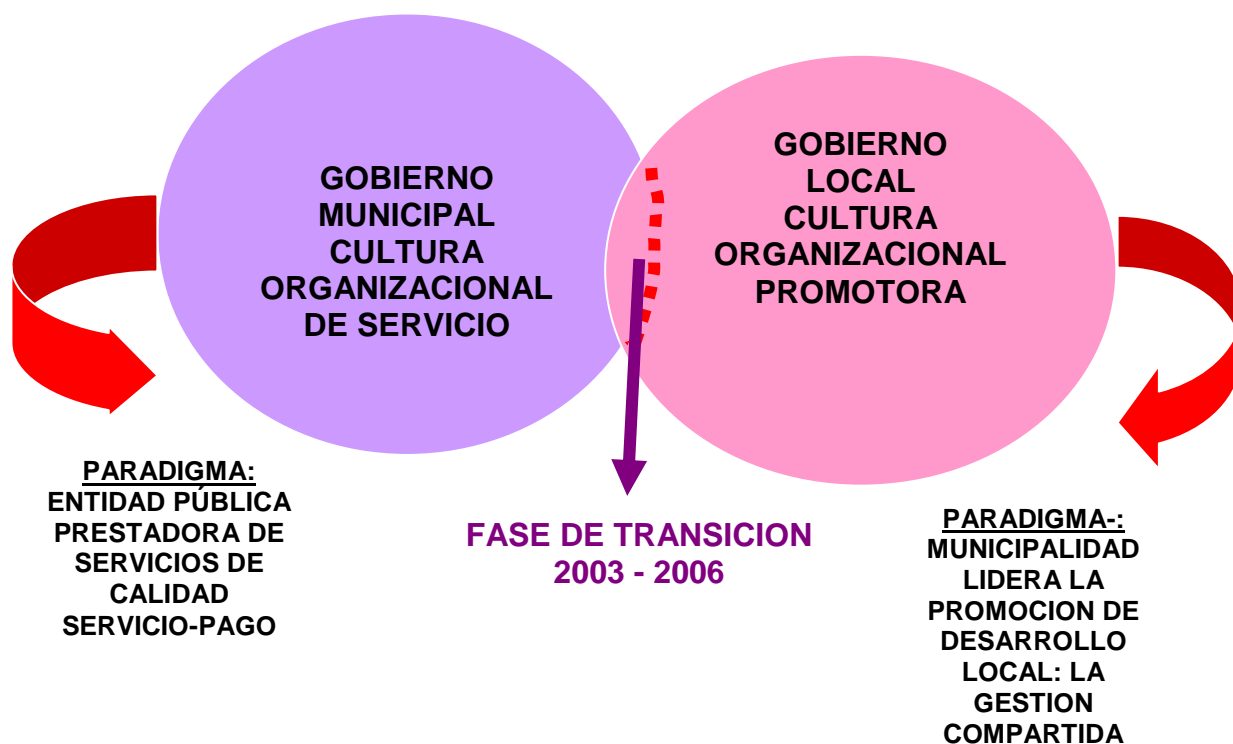 GOBIERNO
MUNICIPAL
CULTURA
ORGANIZACIONAL
DE SERVICIO
GOBIERNO
LOCAL
CULTURA
ORGANIZACIONAL
PROMOTORA
PARADIGMA:
ENTIDAD PÚBLICA
PRESTADORA DE
SERVICIOS DE
CALIDAD
SERVICIO-PAGO
FASE DE TRANSICION
2003 - 2006
PARADIGMA-:
MUNICIPALIDAD
LIDERA LA
PROMOCION DE
DESARROLLO
LOCAL: LA
GESTION
COMPARTIDA